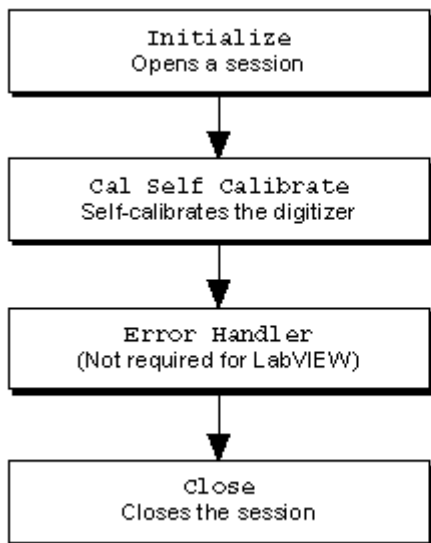 Initialize
Opens a session
Cal Self Calibrate
Self-calibrates the digitizer
Error Handler
(Not required for LabVIEW)
Close
Closes the session